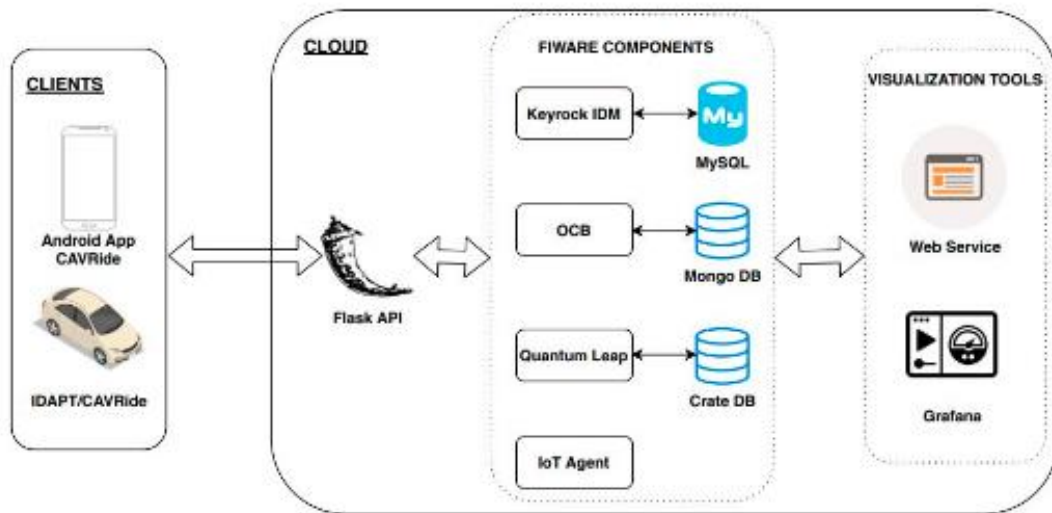 CLOUD
FIWARE COMPONENTS
CLIENTS
VISUALIZATION TOOLS
Keyrock IDM
My
MySQL
Android App
CAVRide
OCB
Mongo DB
Web Service
Flask API
Quantum Leap
Crate DB
IDAPT/CAVRide
Grafana
IoT Agent